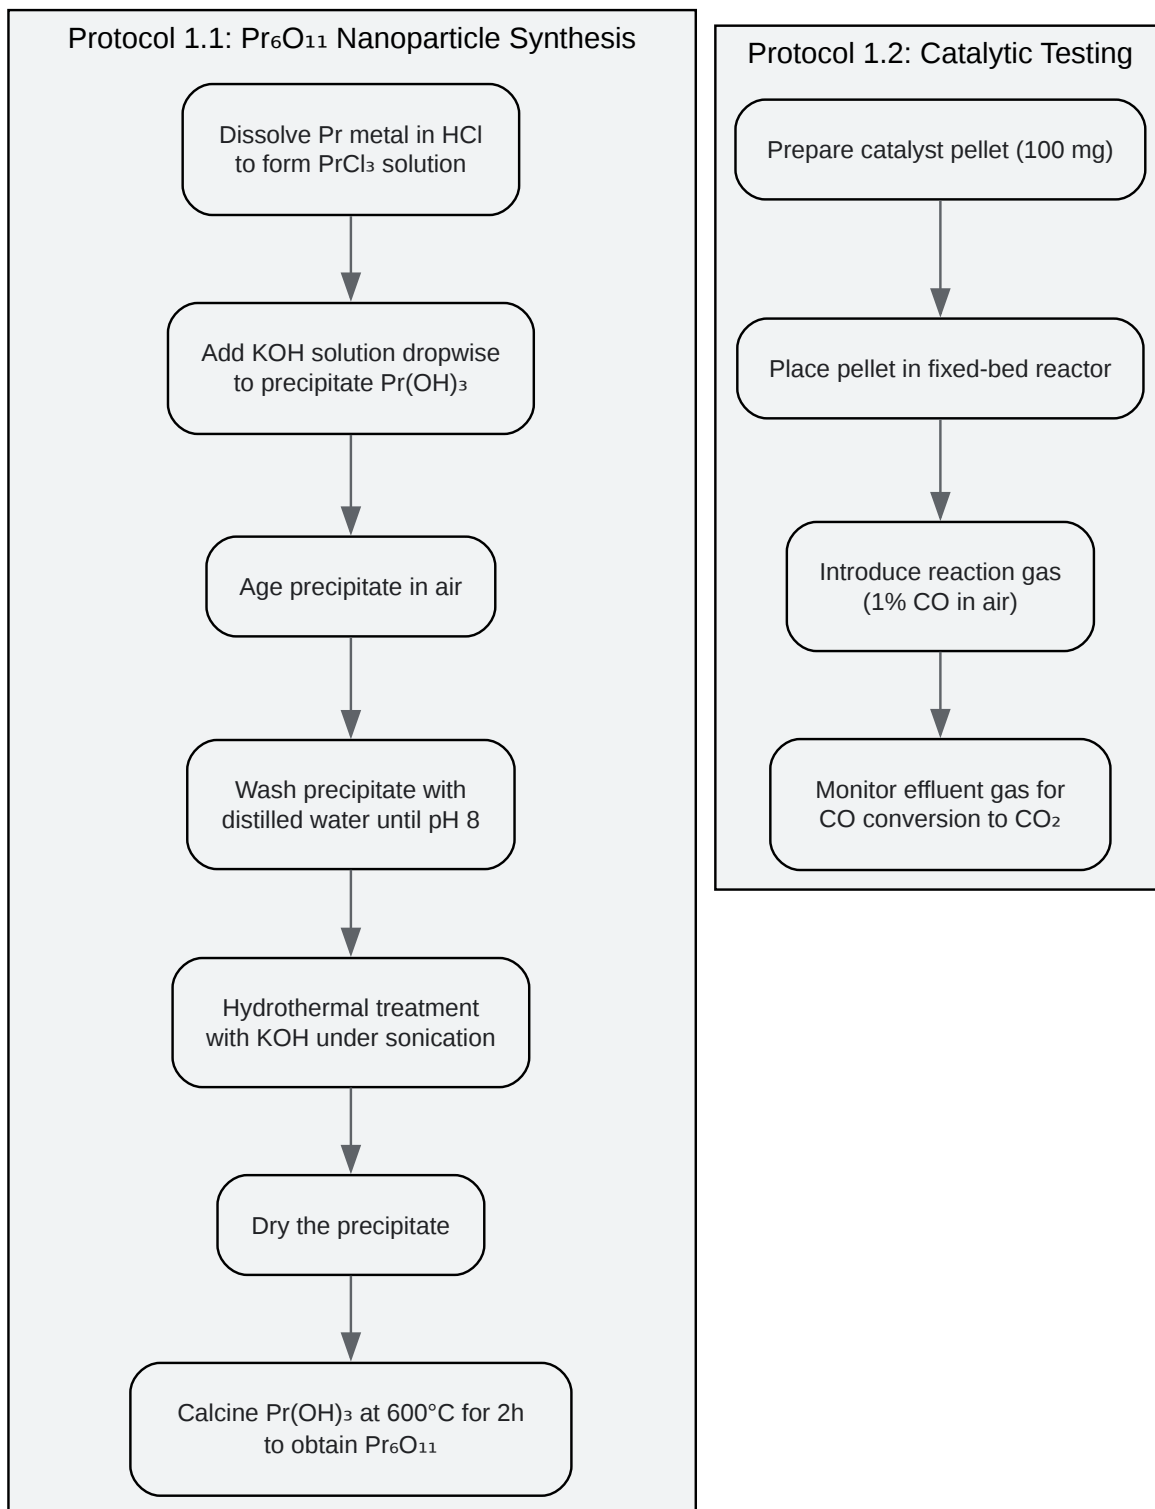 Protocol 1.1: Pr₆O₁₁ Nanoparticle Synthesis
Dissolve Pr metal in HCl
to form PrCl₃ solution
Add KOH solution dropwise
to precipitate Pr(OH)₃
Age precipitate in air
Wash precipitate with
distilled water until pH 8
Hydrothermal treatment
with KOH under sonication
Dry the precipitate
Calcine Pr(OH)₃ at 600°C for 2h
to obtain Pr₆O₁₁
Protocol 1.2: Catalytic Testing
Prepare catalyst pellet (100 mg)
Place pellet in fixed-bed reactor
Introduce reaction gas
(1% CO in air)
Monitor effluent gas for
CO conversion to CO₂